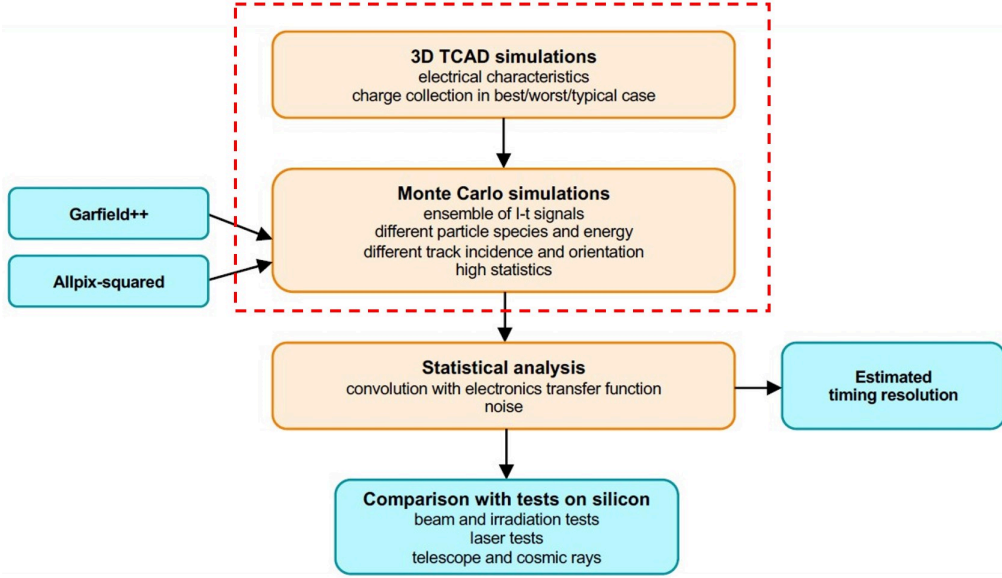 3D TCAD simulations
electrical characteristics
charge collection in best/worst/typical case
Monte Carlo simulations
ensemble of I-t signals
different particle species and energy
different track incidence and orientation
high statistics
Garfield++
Allpix-squared
Statistical analysis
convolution with electronics transfer function
noise
Estimated
timing resolution
Comparison with tests on silicon
beam and irradiation tests
laser tests
telescope and cosmic rays